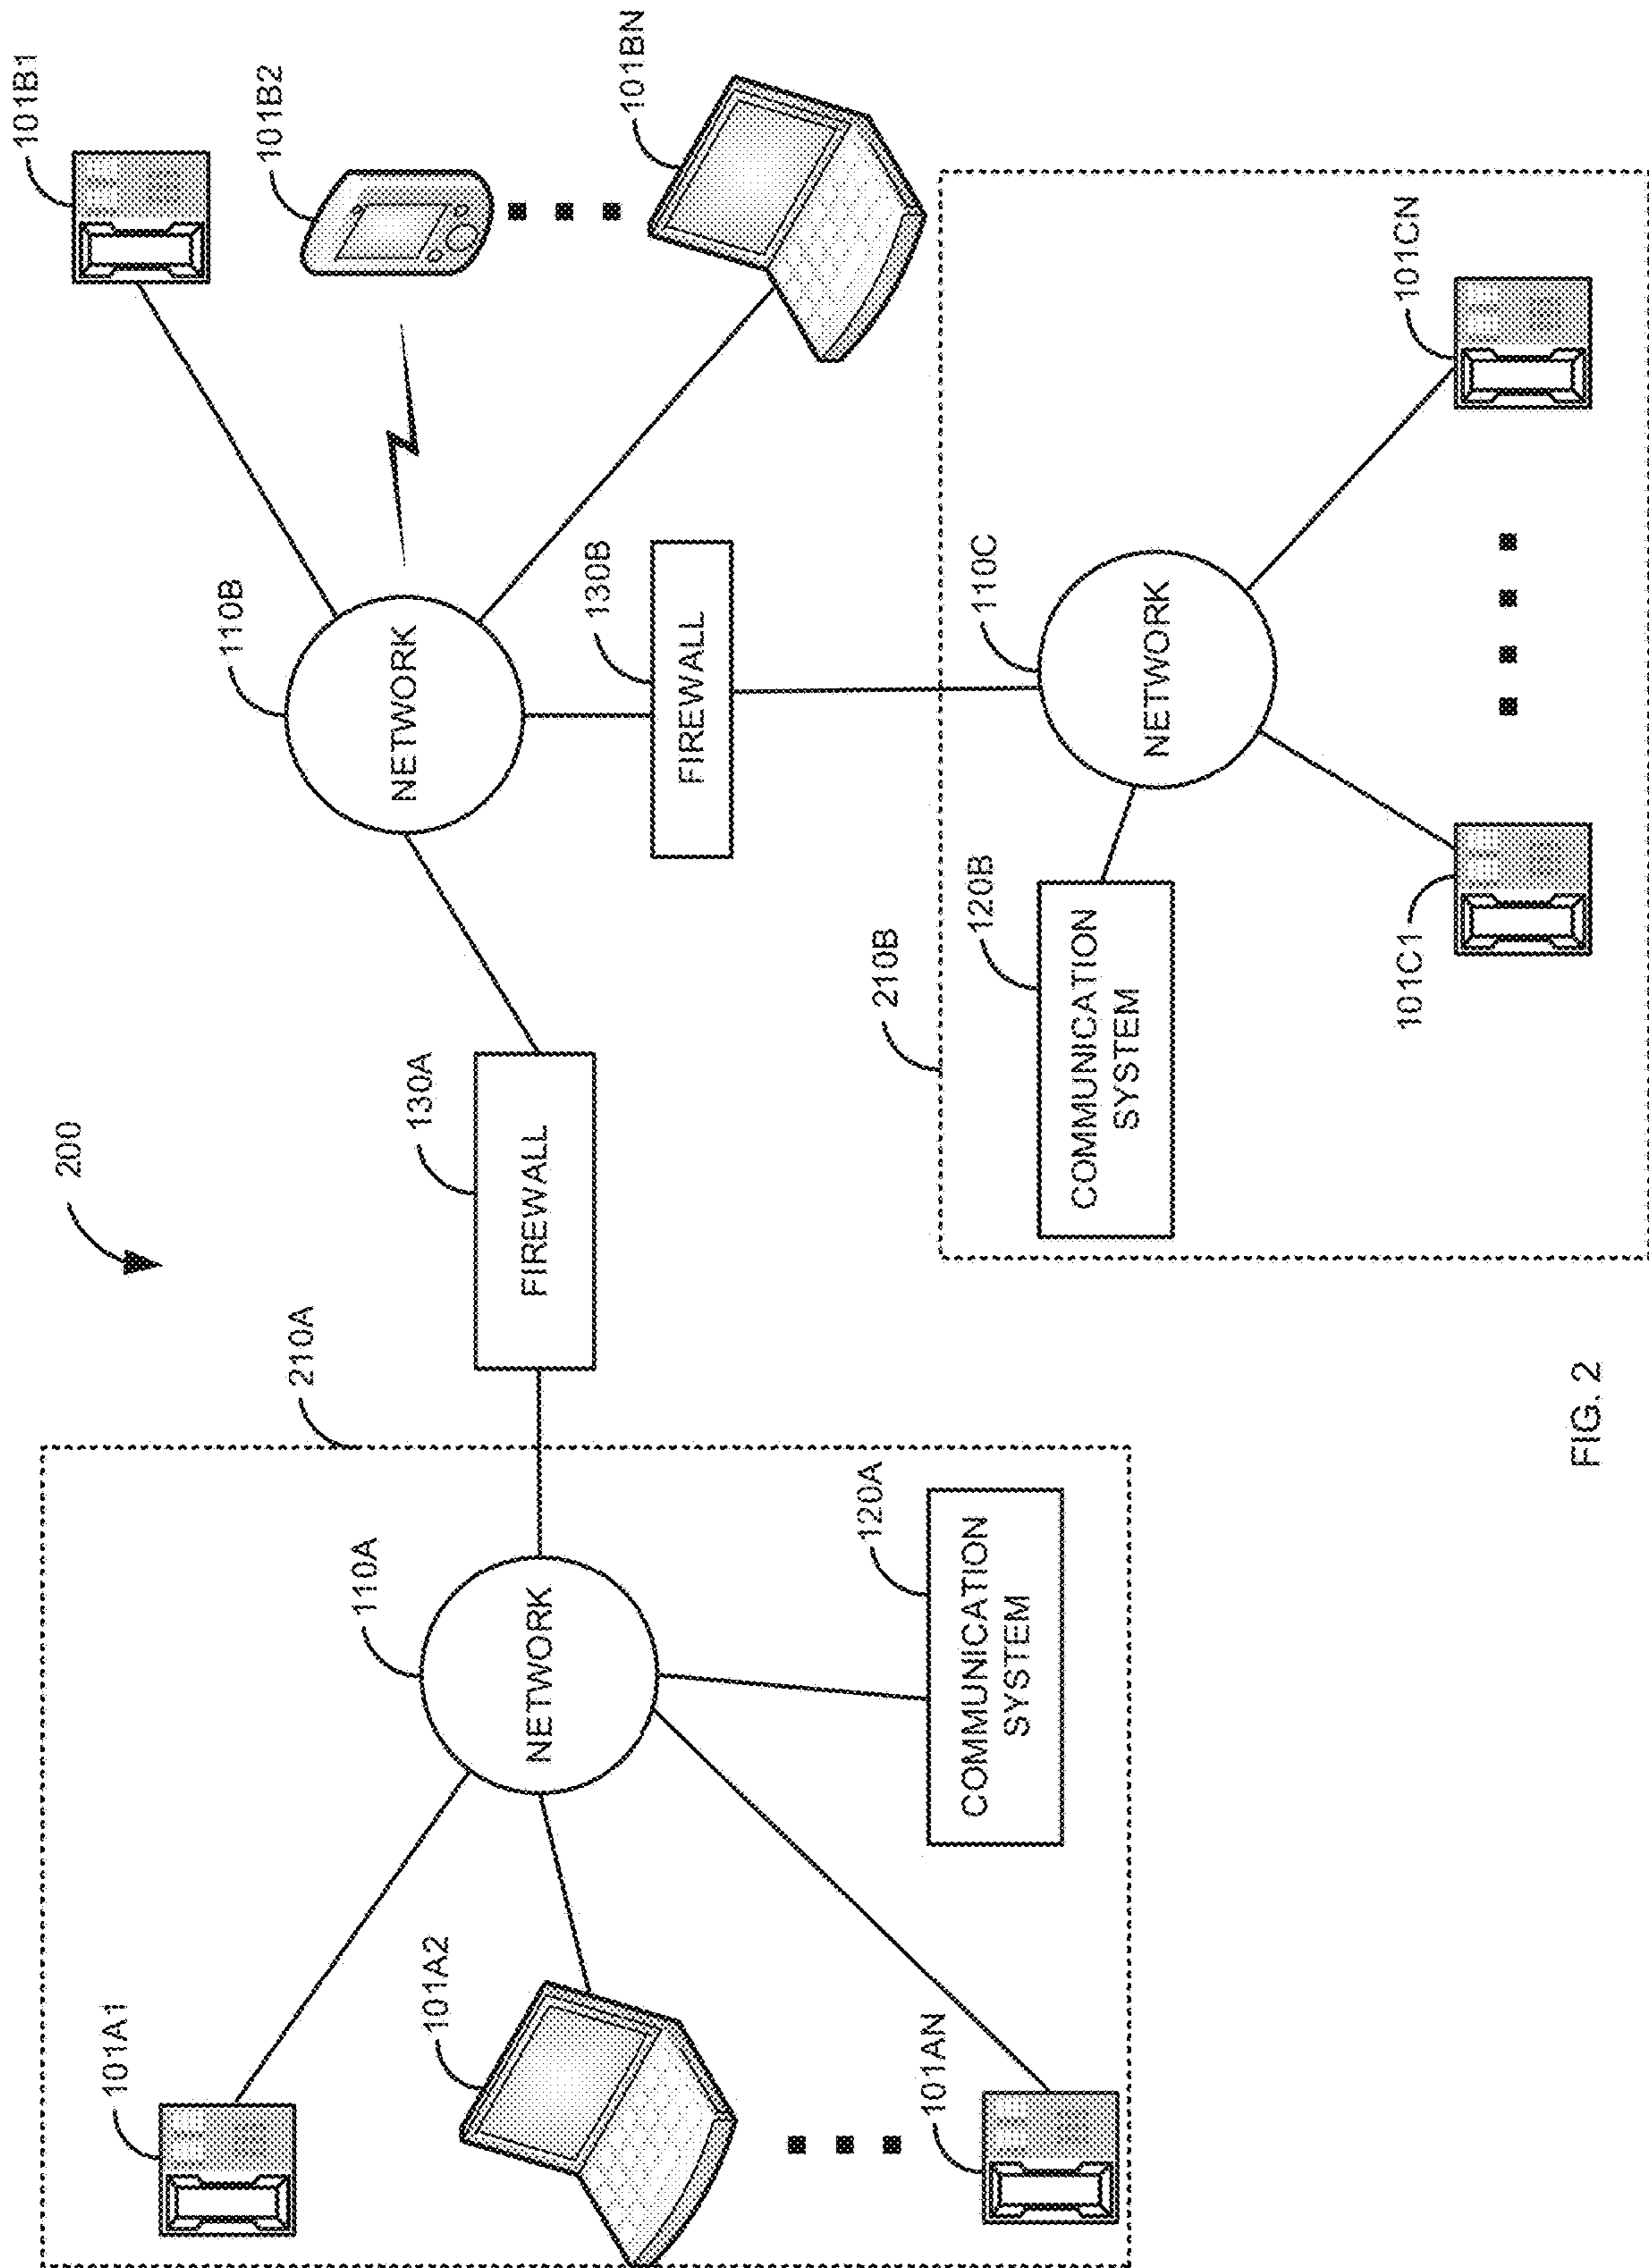 200
101A1
110A
NETWORK
210A
101A2
101AN
120A
COMMUNICATION
SYSTEM
130A
FIREWALL
110B
NETWORK
101B1
101B2
101BN
130B
FIREWALL
210B
120B
COMMUNICATION
SYSTEM
110C
NETWORK
101C1
101CN
FIG. 2